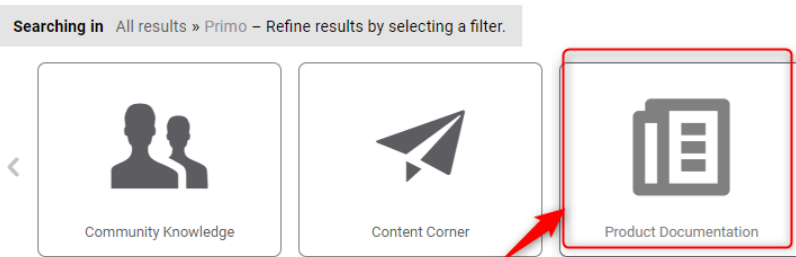 Searching in All results » Primo – Refine results by selecting a filter.
Community Knowledge
Content Corner
Product Documentation